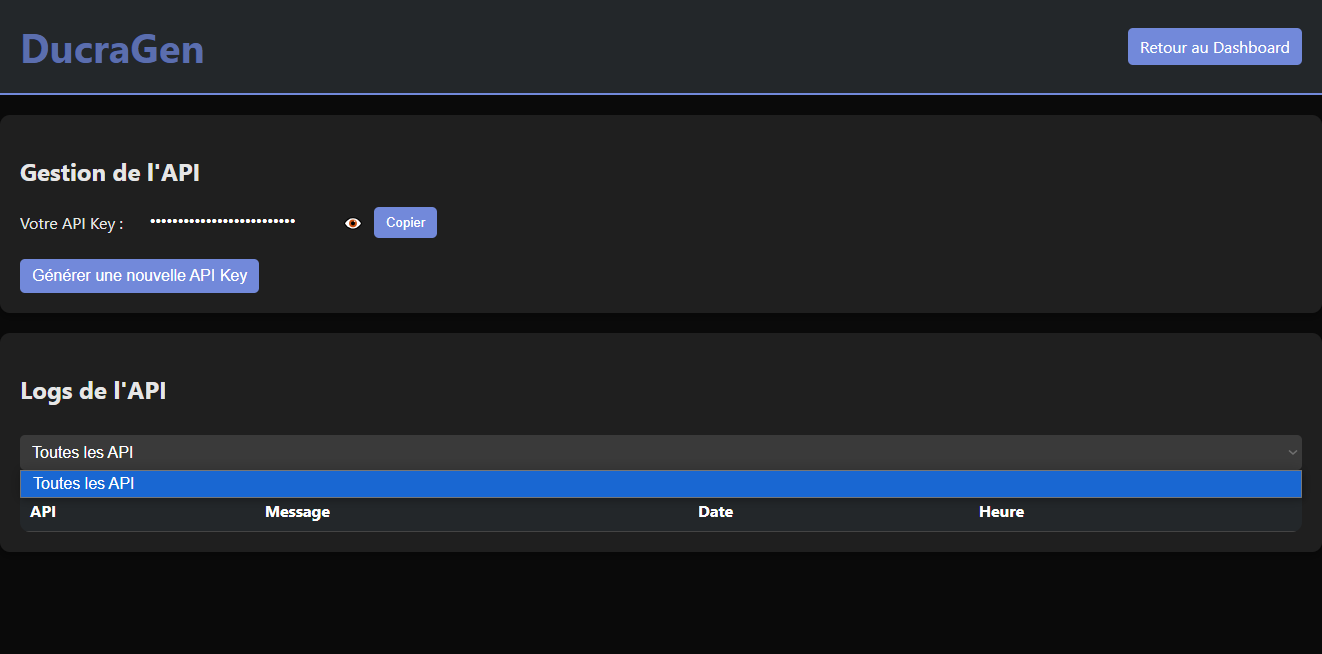 DucraGen
Retour au Dashboard
Gestion de l'API
Votre API Key : ••••••••••••••••••••••••••
Copier
Générer une nouvelle API Key
Logs de l'API
Toutes les API
Toutes les API
API Message Date Heure